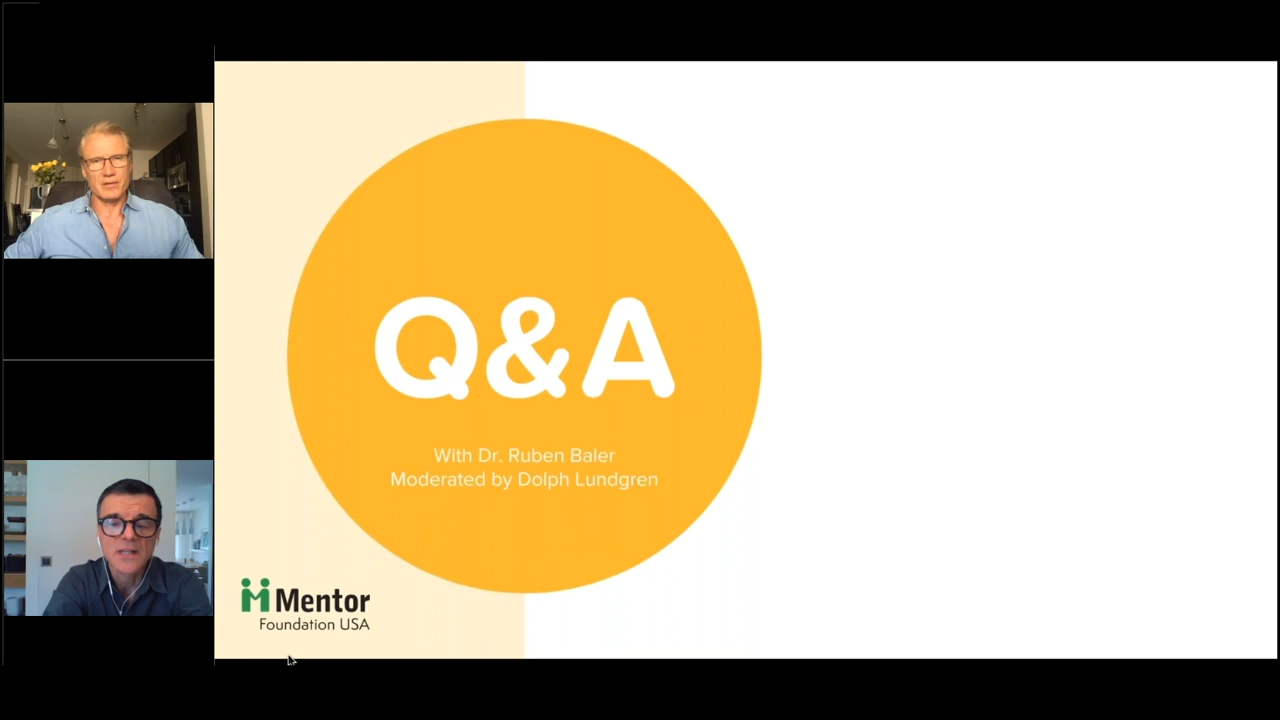 Q&A
With Dr. Ruben Baler
Moderated by Dolph Lundgren
Mentor
Foundation USA